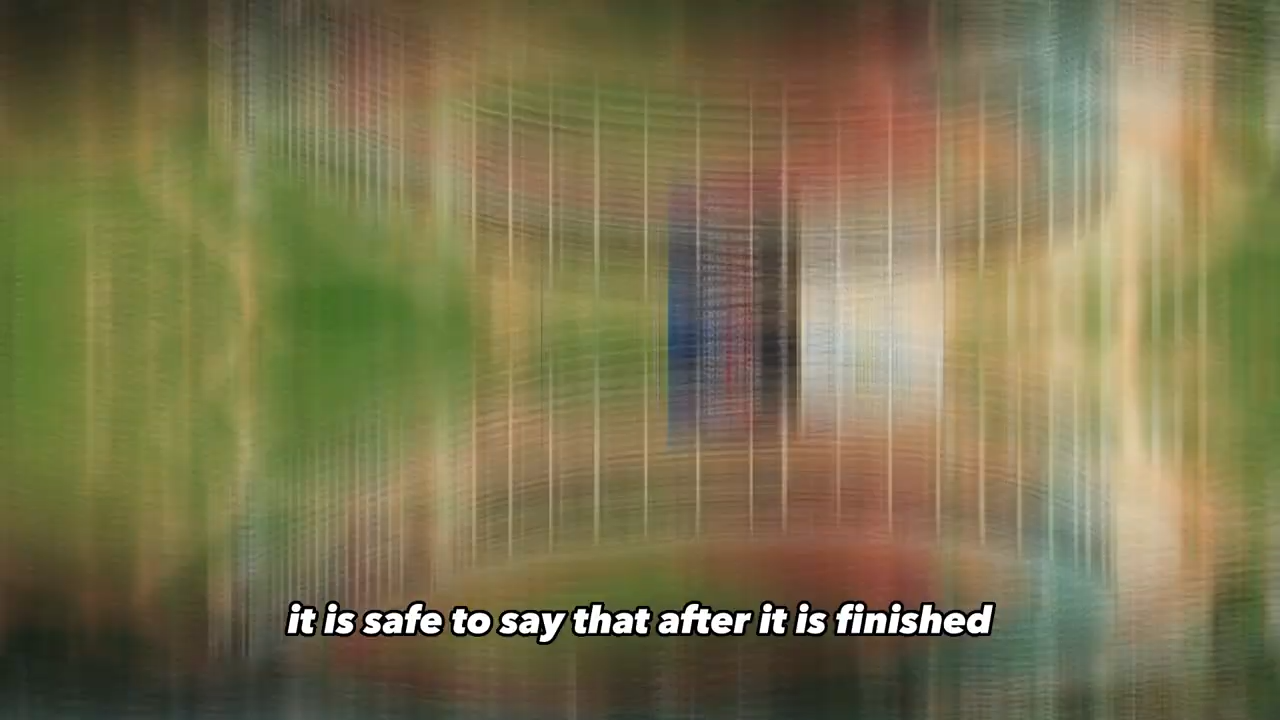 it is safe to say that after it is finished